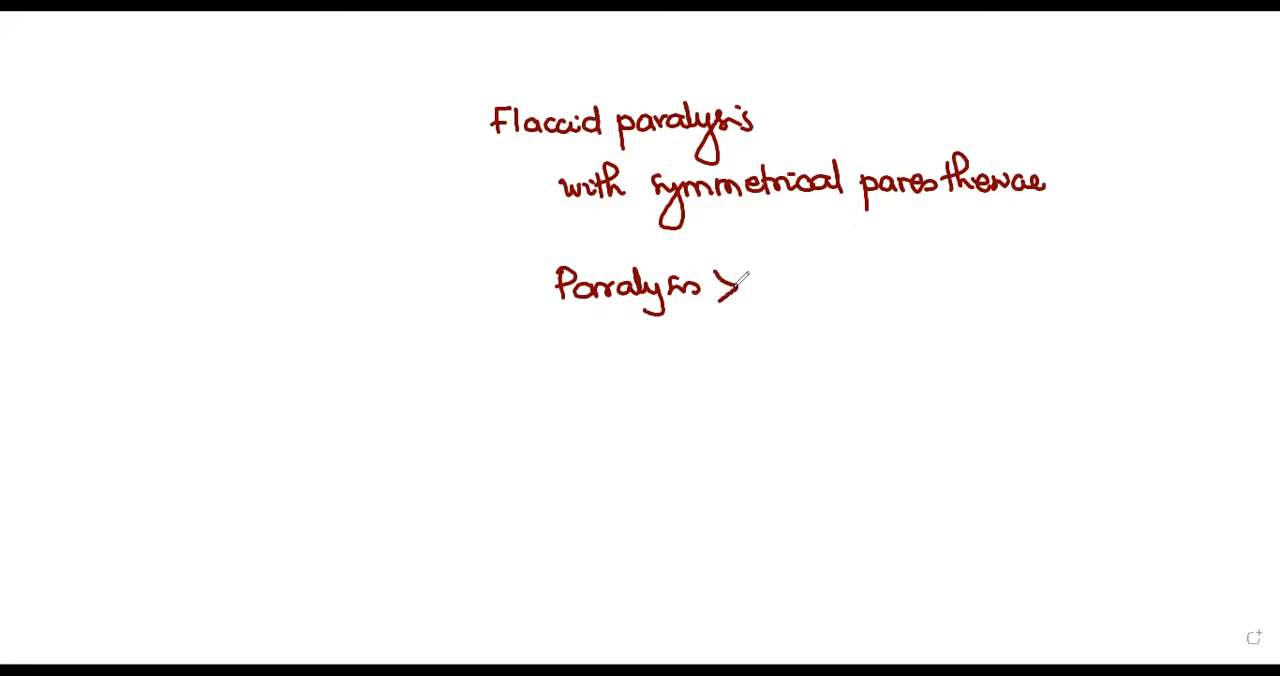 Flaccid paralysis
with symmetrical paresthesiae
Paralysis >